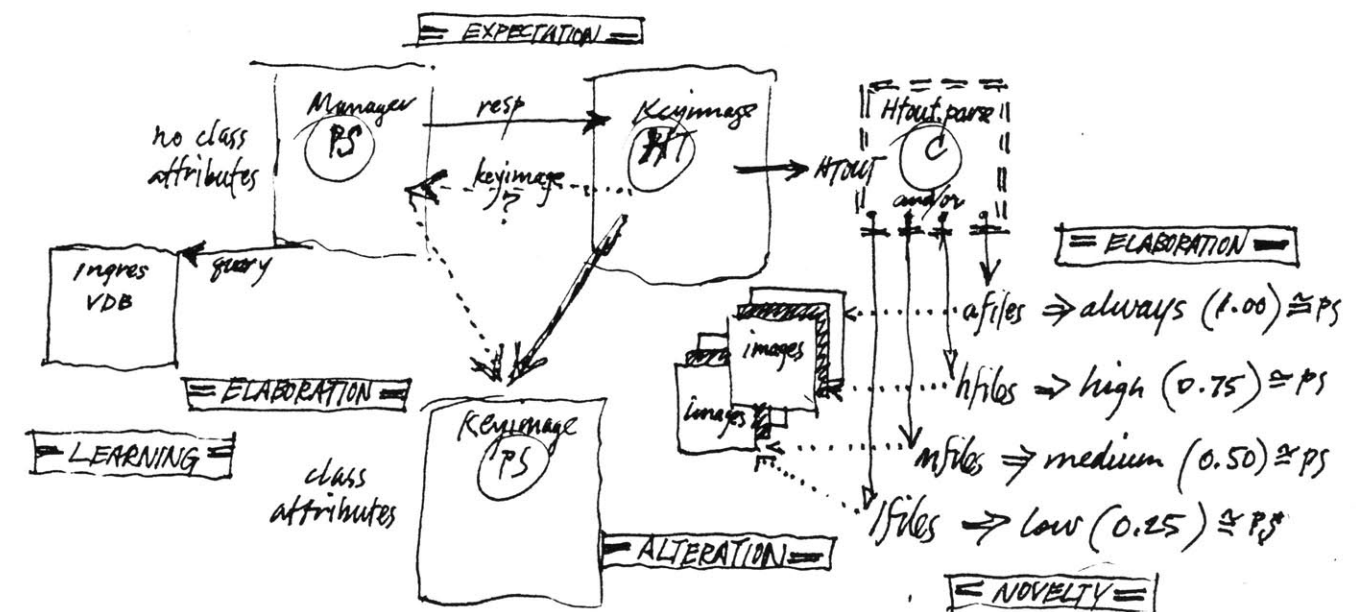 = EXPECTATION =
Manager
PS
resp
Keyimage
HT
Htout.parse
C
and/or
no class
attributes
keyimage
?
HTOUT
query
Ingres
VDB
= ELABORATION =
afiles ⇒ always (1.00) ≅ PS
images
hfiles ⇒ high (0.75) ≅ PS
images
= ELABORATION =
Keyimage
PS
mfiles ⇒ medium (0.50) ≅ PS
= LEARNING =
class
attributes
lfiles ⇒ low (0.25) ≅ PS
= ALTERATION =
= NOVELTY =